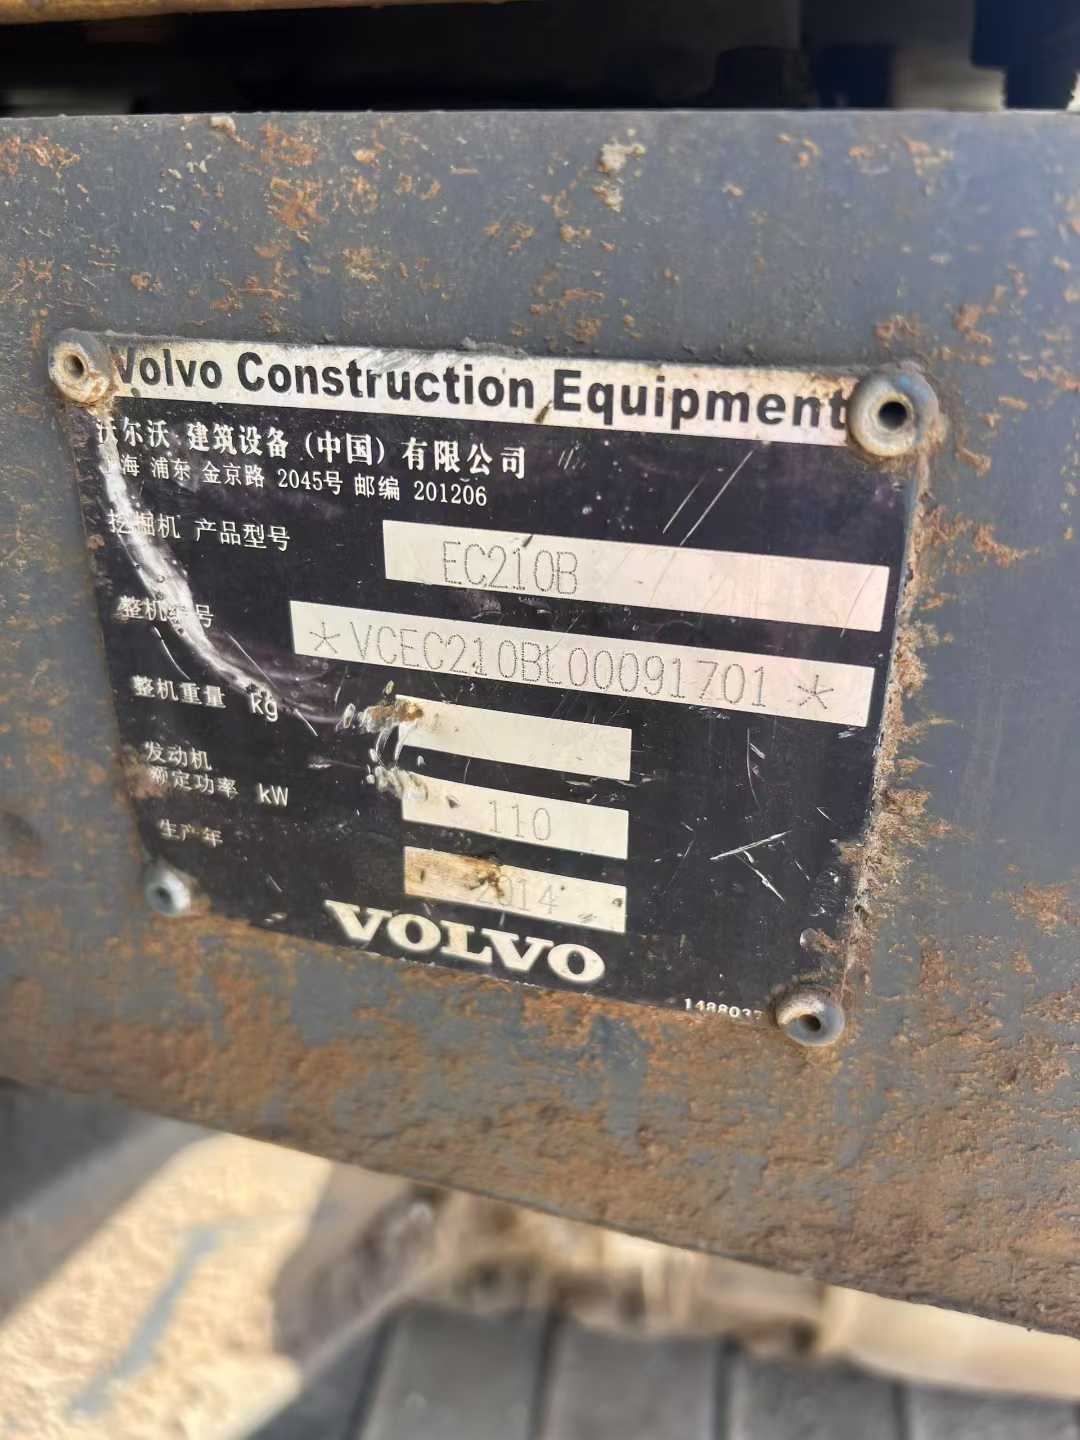 Volvo Construction Equipment
沃尔沃 建筑设备 (中国) 有限公司
上海 浦东 金京路 2045号 邮编 201206
挖掘机 产品型号 EC210B
整机编号 *VCEC210BL00091701*
整机重量 kg
发动机
额定功率 kW 110
生产年 2014
VOLVO